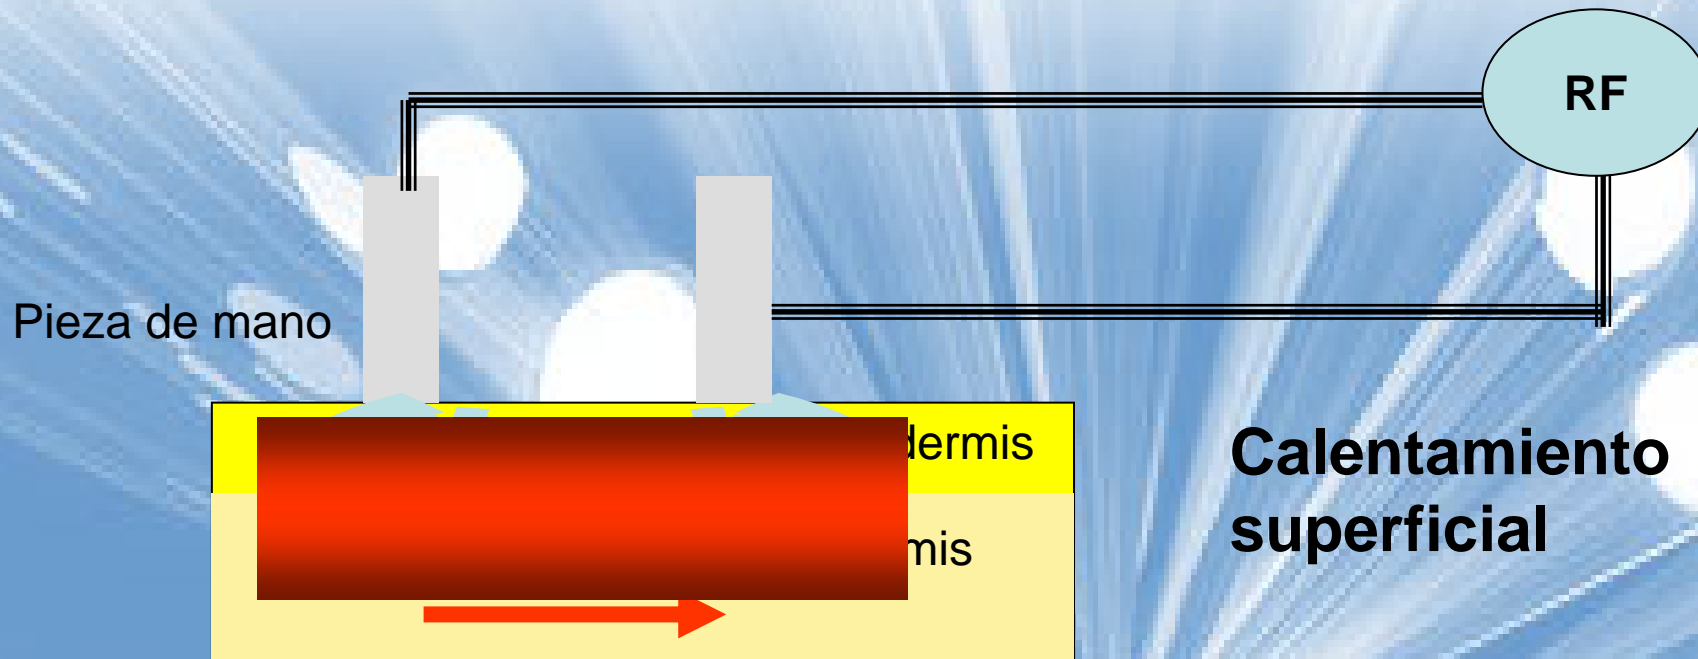 RF
Pieza de mano
dermis
mis
Calentamiento
superficial